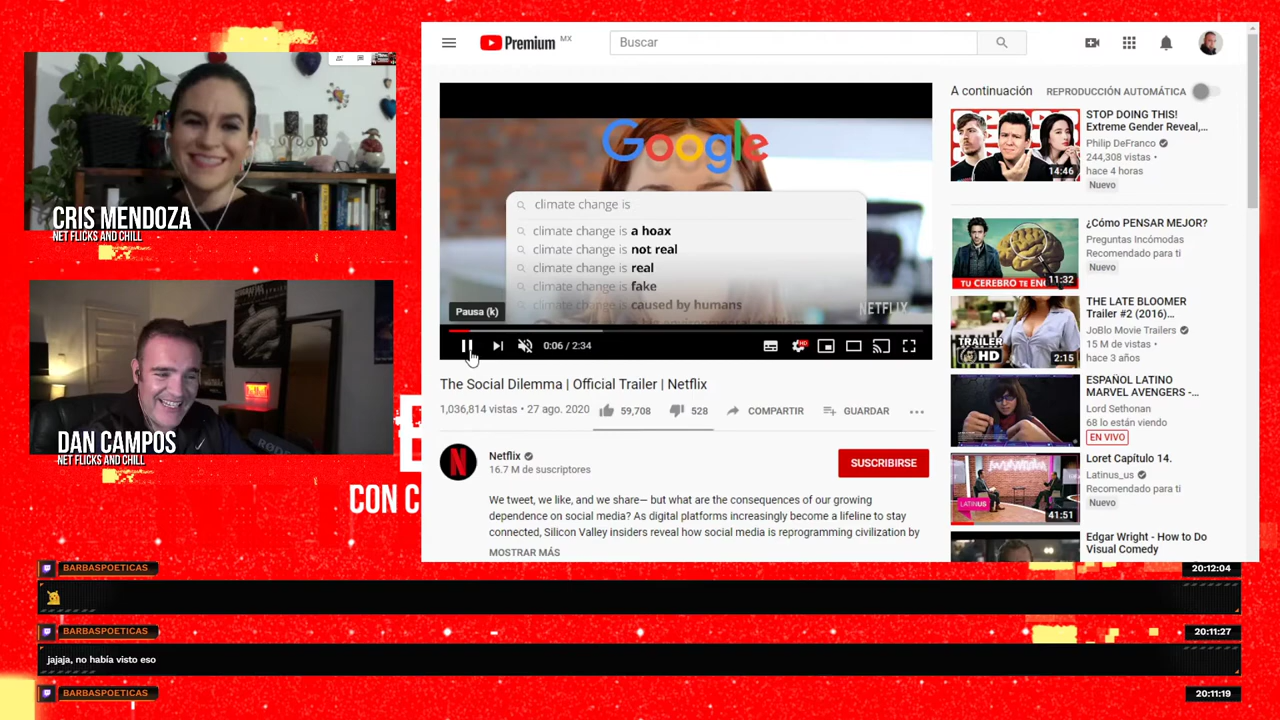 CRIS MENDOZA
NET FLICKS AND CHILL
DAN CAMPOS
NET FLICKS AND CHILL
CON C
Premium MX
Buscar
Google
climate change is
climate change is a hoax
climate change is not real
climate change is real
climate change is fake
climate change is caused by humans
NETFLIX
Pausa (k)
0:06 / 2:34
HD
The Social Dilemma | Official Trailer | Netflix
1,036,814 vistas • 27 ago. 2020
59,708
528
COMPARTIR
GUARDAR
Netflix
16.7 M de suscriptores
SUSCRIBIRSE
We tweet, we like, and we share— but what are the consequences of our growing
dependence on social media? As digital platforms increasingly become a lifeline to stay
connected, Silicon Valley insiders reveal how social media is reprogramming civilization by
MOSTRAR MÁS
A continuación
REPRODUCCIÓN AUTOMÁTICA
14:46
STOP DOING THIS!
Extreme Gender Reveal,...
Philip DeFranco
244,308 vistas •
hace 4 horas
Nuevo
TU CEREBRO TE EN
11:32
¿Cómo PENSAR MEJOR?
Preguntas Incómodas
Recomendado para ti
Nuevo
TRAILER HD
2:15
THE LATE BLOOMER
Trailer #2 (2016)...
JoBlo Movie Trailers
15 M de vistas •
hace 3 años
ESPAÑOL LATINO
MARVEL AVENGERS -...
Lord Sethonan
68 lo están viendo
EN VIVO
LATINUS
41:51
Loret Capítulo 14.
Latinus_us
Recomendado para ti
Nuevo
Edgar Wright - How to Do
Visual Comedy
BARBASPOETICAS
20:12:04
BARBASPOETICAS
20:11:27
jajaja, no había visto eso
BARBASPOETICAS
20:11:19